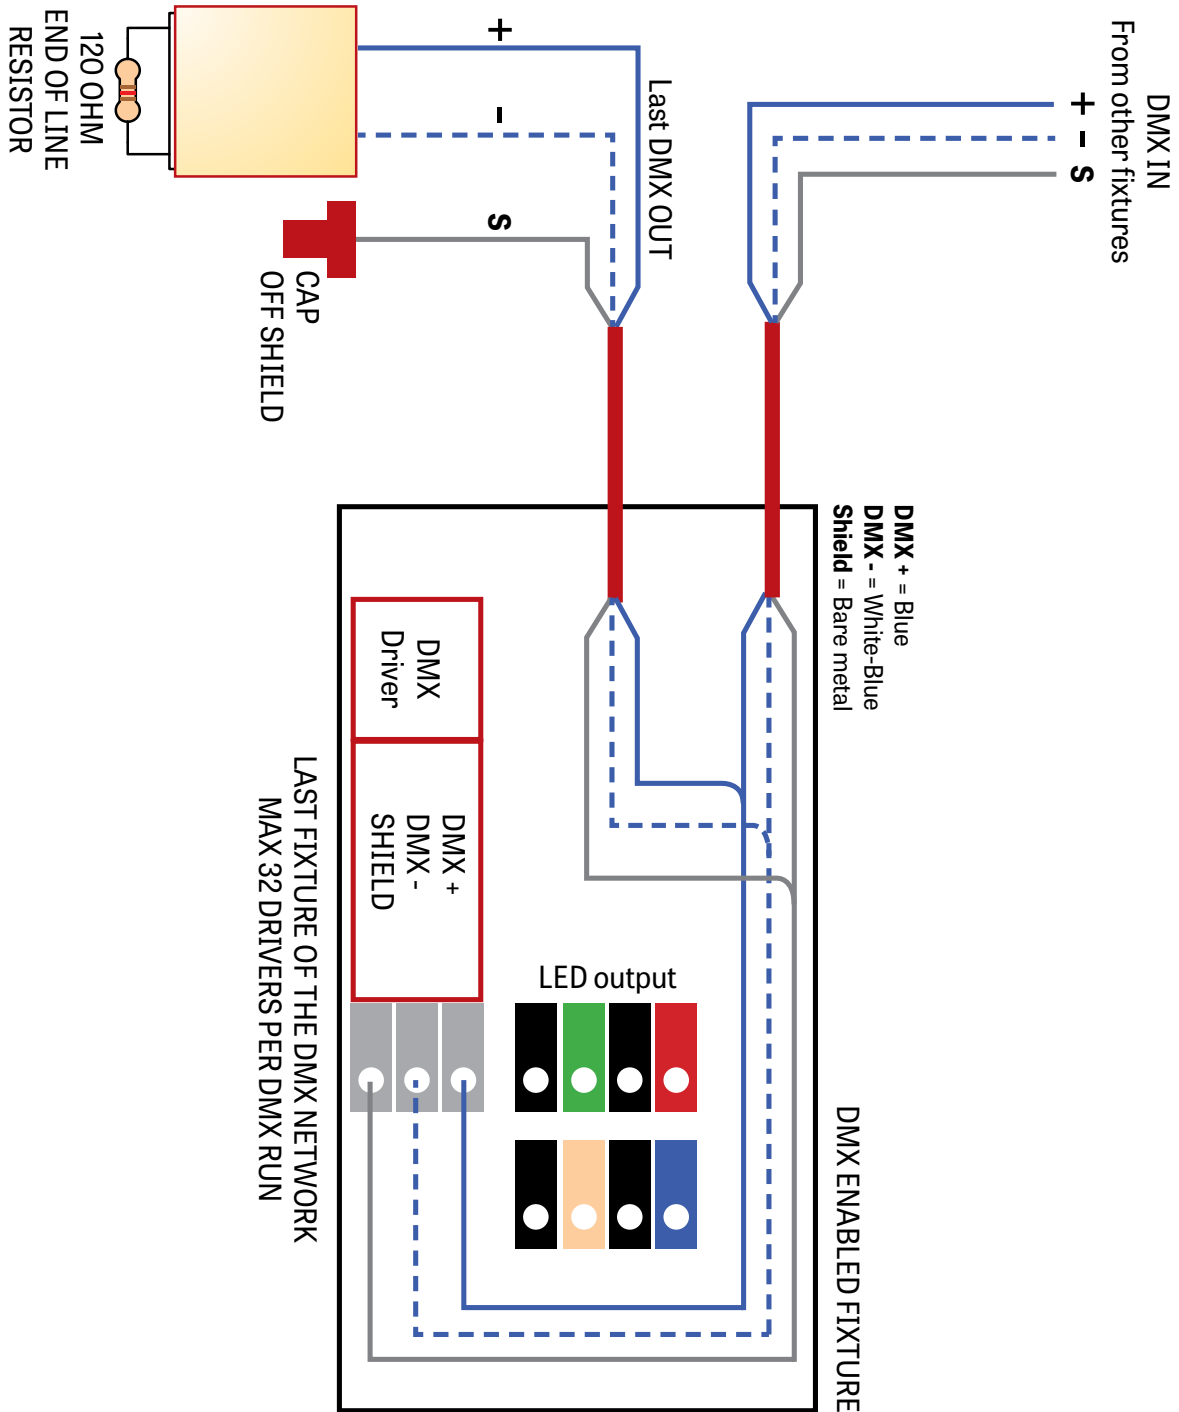 DMX IN
From other fixtures
+
-
S
Last DMX OUT
+
-
S
120 OHM
END OF LINE
RESISTOR
CAP
OFF SHIELD
DMX + = Blue
DMX - = White-Blue
Shield = Bare metal
DMX ENABLED FIXTURE
LED output
DMX
Driver
DMX +
DMX -
SHIELD
LAST FIXTURE OF THE DMX NETWORK
MAX 32 DRIVERS PER DMX RUN